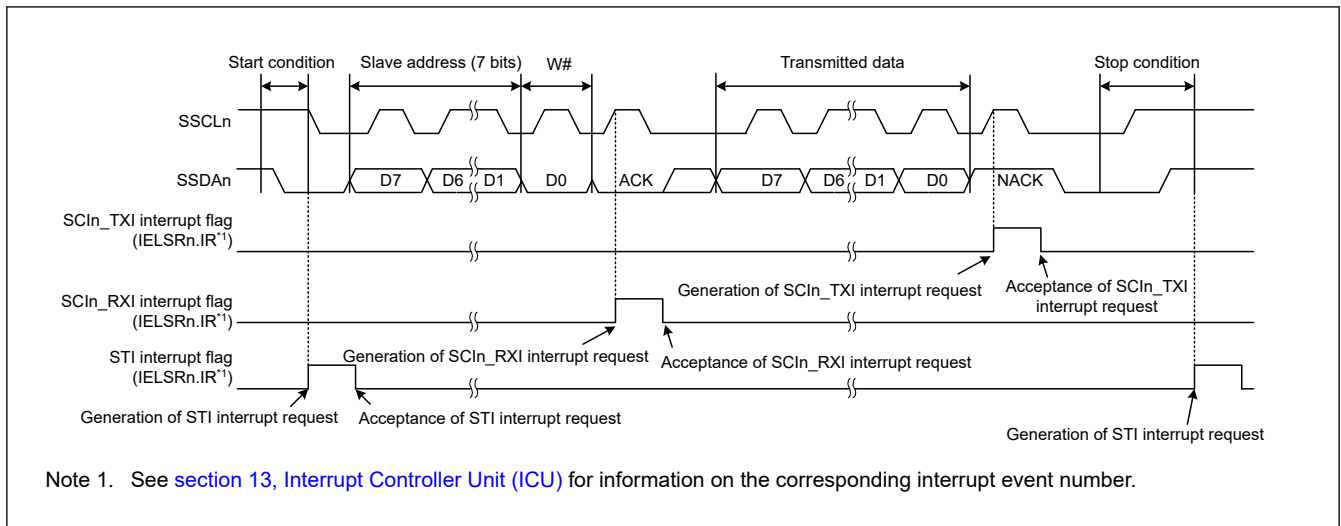 Start condition Slave address (7 bits) W# Transmitted data Stop condition
SSCLn
SSDAn D7 D6 D1 D0 ACK D7 D6 D1 D0 NACK
SCIn_TXI interrupt flag
(IELSRn.IR*1)
Generation of SCIn_TXI interrupt request
Acceptance of SCIn_TXI
interrupt request
SCIn_RXI interrupt flag
(IELSRn.IR*1)
Generation of SCIn_RXI interrupt request
Acceptance of SCIn_RXI interrupt request
STI interrupt flag
(IELSRn.IR*1)
Generation of STI interrupt request
Acceptance of STI interrupt request
Generation of STI interrupt request
Note 1. See section 13, Interrupt Controller Unit (ICU) for information on the corresponding interrupt event number.